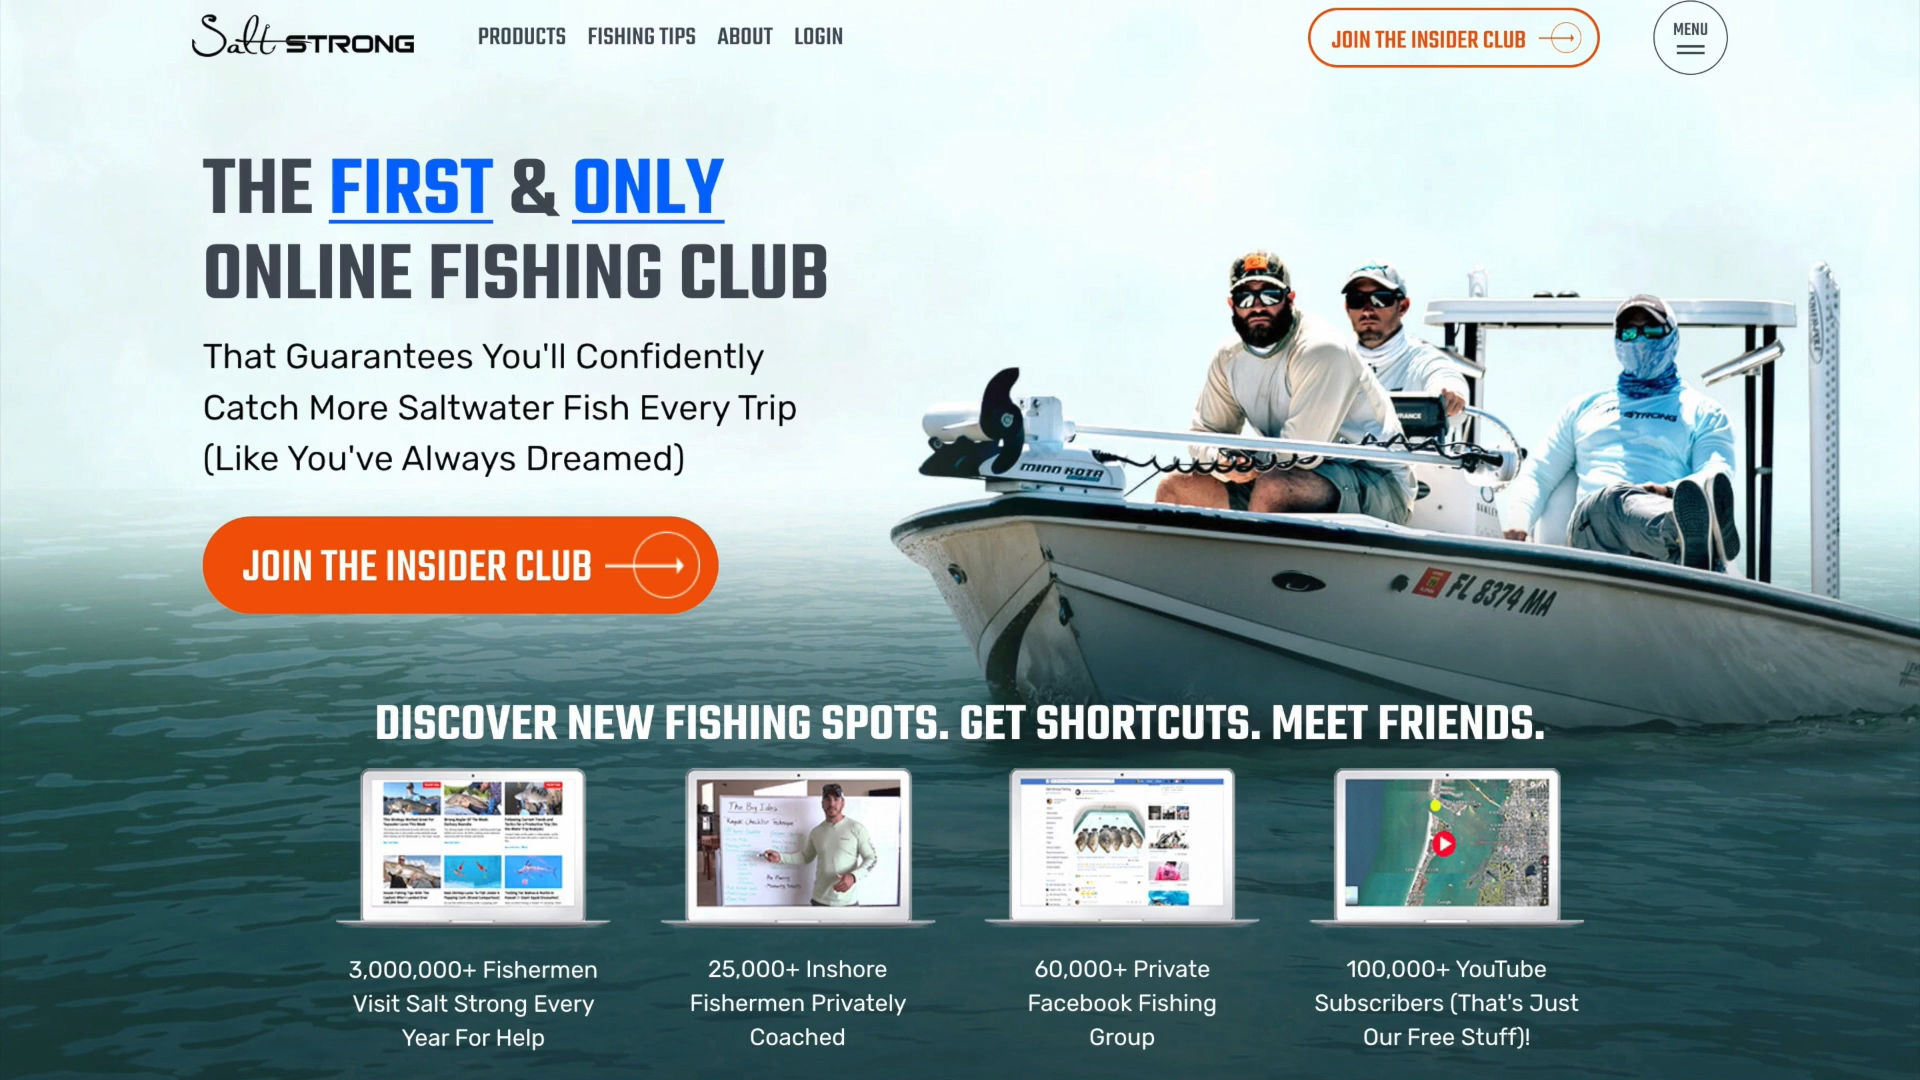 Salt STRONG
PRODUCTS
FISHING TIPS
ABOUT
LOGIN
JOIN THE INSIDER CLUB
MENU
THE FIRST & ONLY
ONLINE FISHING CLUB
That Guarantees You'll Confidently
Catch More Saltwater Fish Every Trip
(Like You've Always Dreamed)
JOIN THE INSIDER CLUB
MINN KOTA
STRONG
FL 8374 MA
DISCOVER NEW FISHING SPOTS. GET SHORTCUTS. MEET FRIENDS.
The Big Idea
3,000,000+ Fishermen
Visit Salt Strong Every
Year For Help
25,000+ Inshore
Fishermen Privately
Coached
60,000+ Private
Facebook Fishing
Group
100,000+ YouTube
Subscribers (That's Just
Our Free Stuff)!